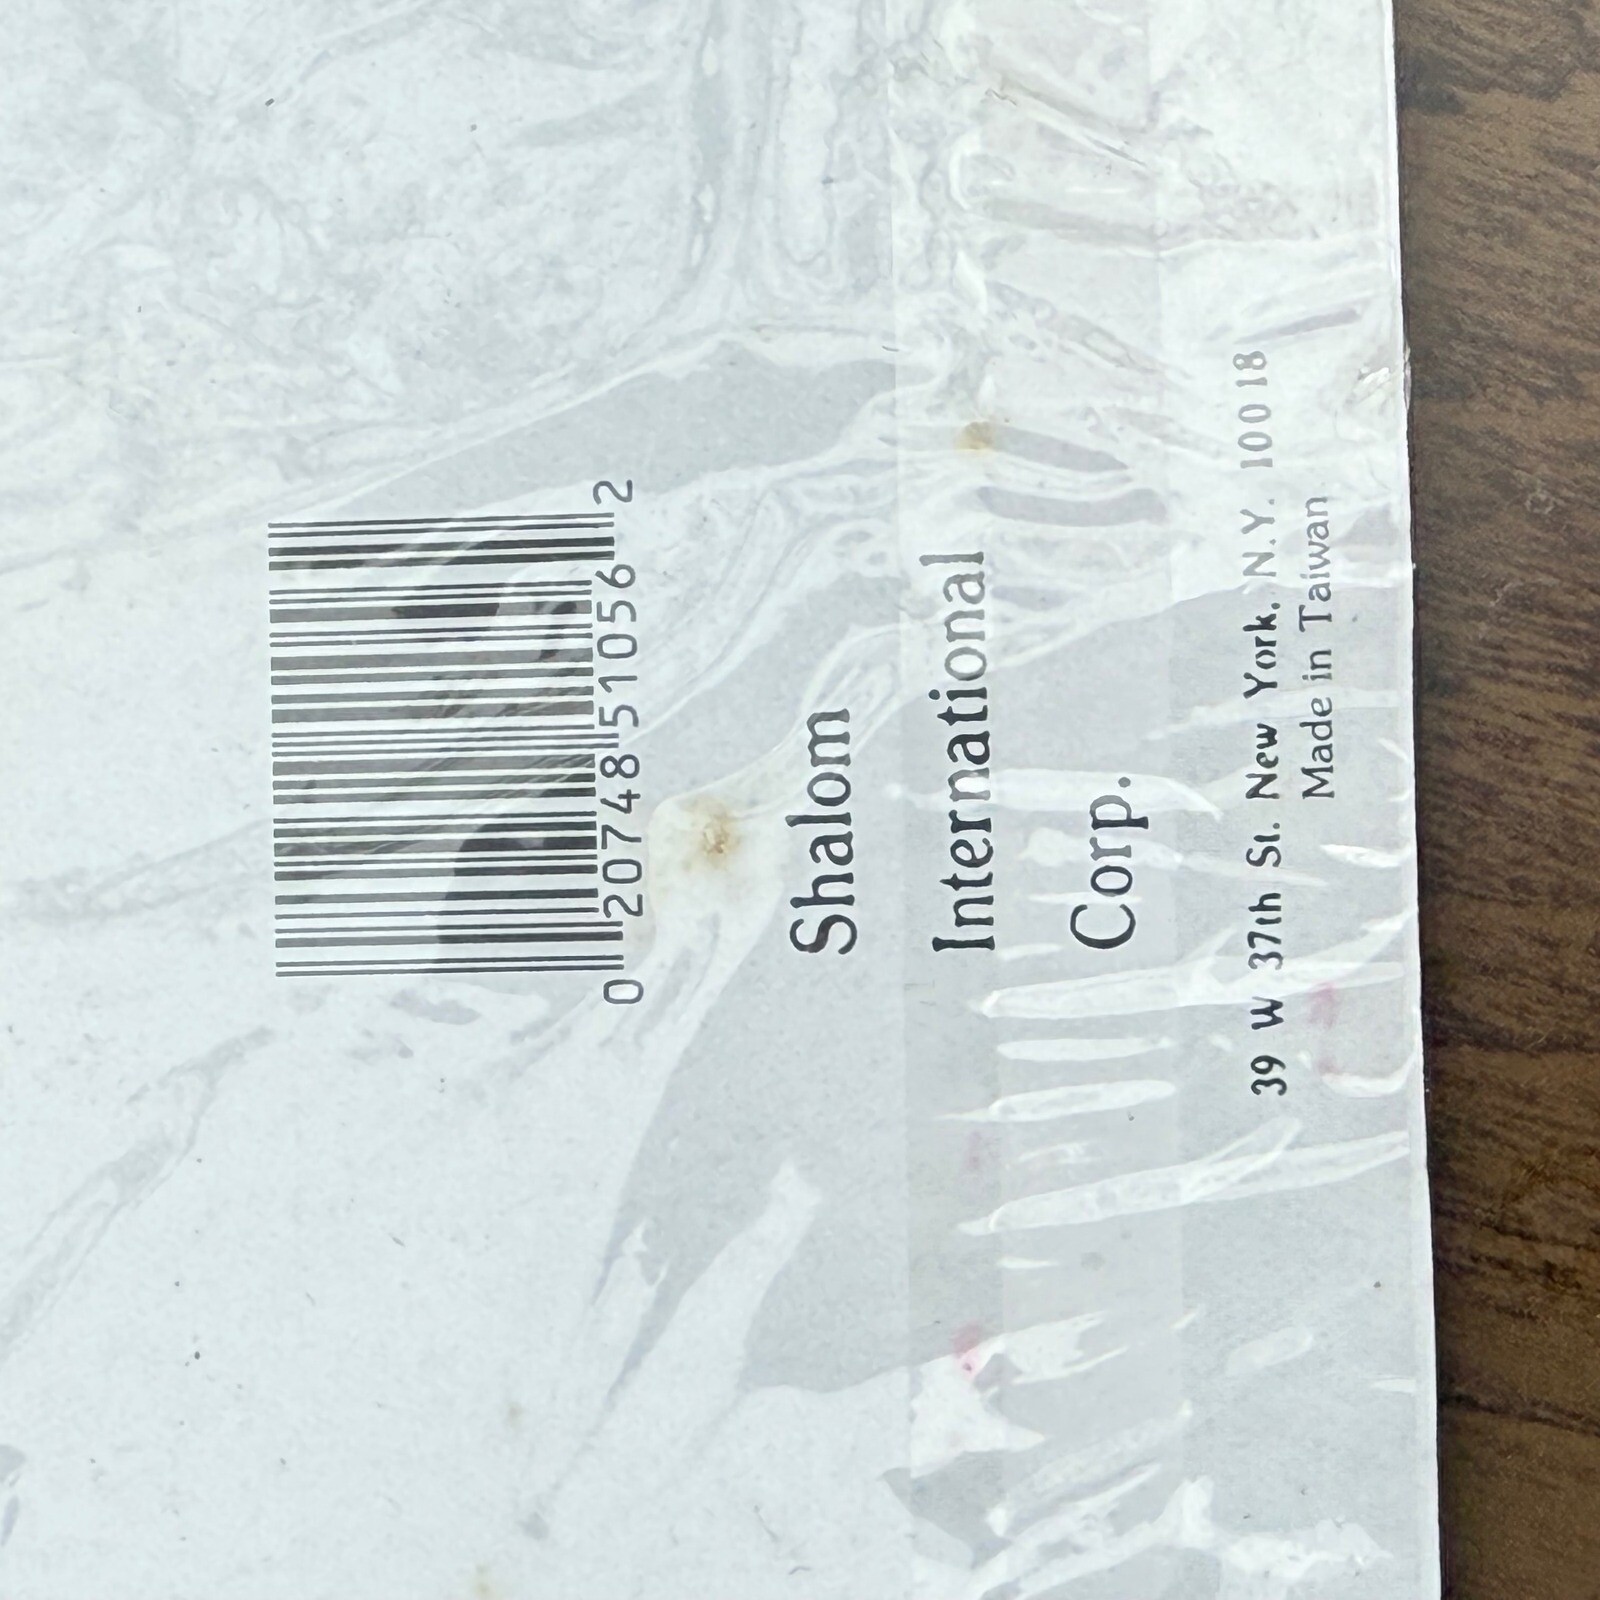 0 20748 51056 2
Shalom
International
Corp.
39 W 37th St. New York, N.Y. 10018
Made in Taiwan